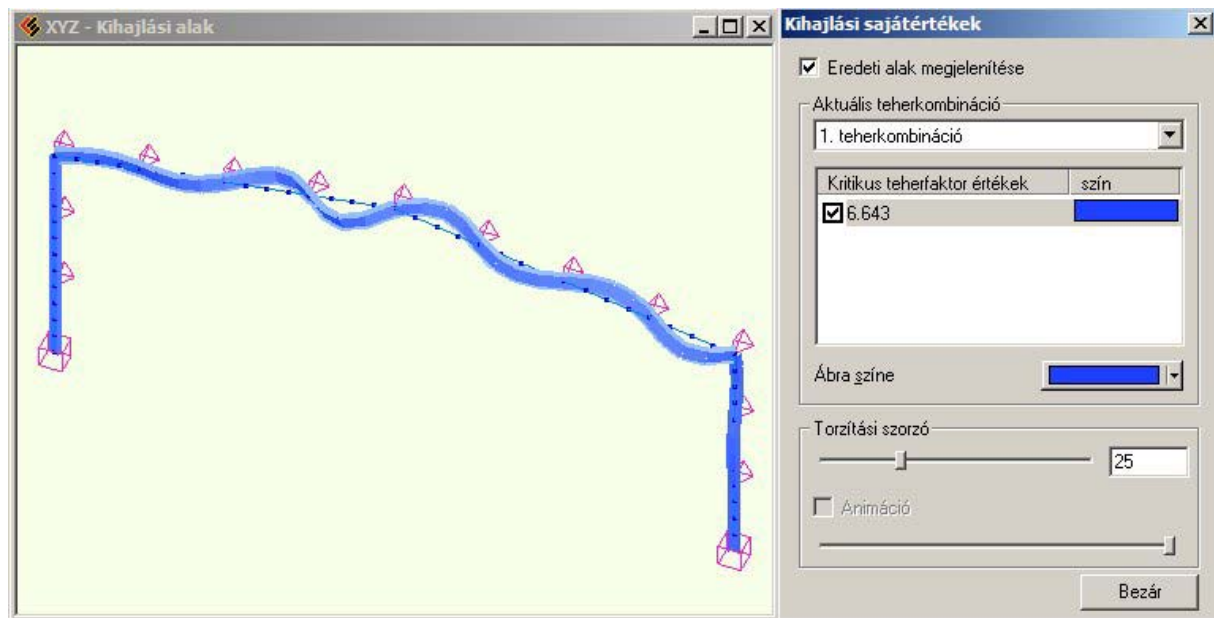 XYZ - Kihajlási alak
Kihajlási sajátértékek
Eredeti alak megjelenítése
Aktuális teherkombináció
1. teherkombináció
Kritikus teherfaktor értékek szín
6.643
Ábra színe
Torzítási szorzó
25
Animáció
Bezár